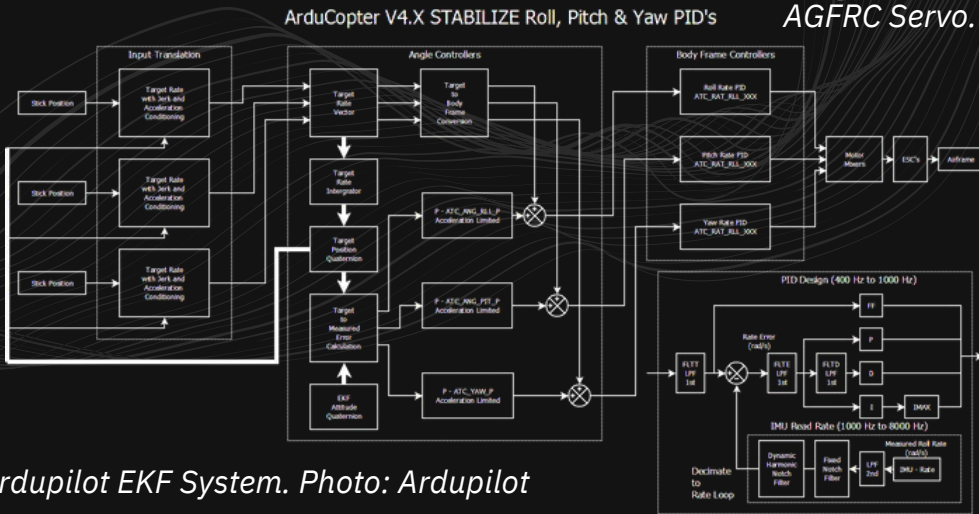 ArduCopter V4.X STABILIZE Roll, Pitch & Yaw PID's
AGFRC Servo.
Input Translation
Stick Position
Target Rate
with Jerk and
Acceleration
Conditioning
Stick Position
Target Rate
with Jerk and
Acceleration
Conditioning
Stick Position
Target Rate
with Jerk and
Acceleration
Conditioning
Angle Controllers
Target
Rate
Vector
Target
to
Body
Frame
Conversion
Target
Rate
Intergrator
Target
Position
Quaternion
Target
to
Measured
Error
Calculation
EKF
Attitude
Quaternion
P - ATC_ANG_RLL_P
Acceleration Limited
P - ATC_ANG_PIT_P
Acceleration Limited
P - ATC_YAW_P
Acceleration Limited
Body Frame Controllers
Roll Rate PID
ATC_RAT_RLL_XXX
Pitch Rate PID
ATC_RAT_RLL_XXX
Yaw Rate PID
ATC_RAT_RLL_XXX
Motor
Mixers
ESC's
Airframe
PID Design (400 Hz to 1000 Hz)
FLTT
LPF
1st
Rate Error
(rad/s)
FLTE
LPF
1st
FLTD
LPF
1st
FF
P
D
I
IMAX
IMU Read Rate (1000 Hz to 8000 Hz)
Decimate
to
Rate Loop
Dynamic
Harmonic
Notch
Filter
Fixed
Notch
Filter
LPF
2nd
Measured Roll Rate
(rad/s)
IMU - Rate
rdupilot EKF System. Photo: Ardupilot